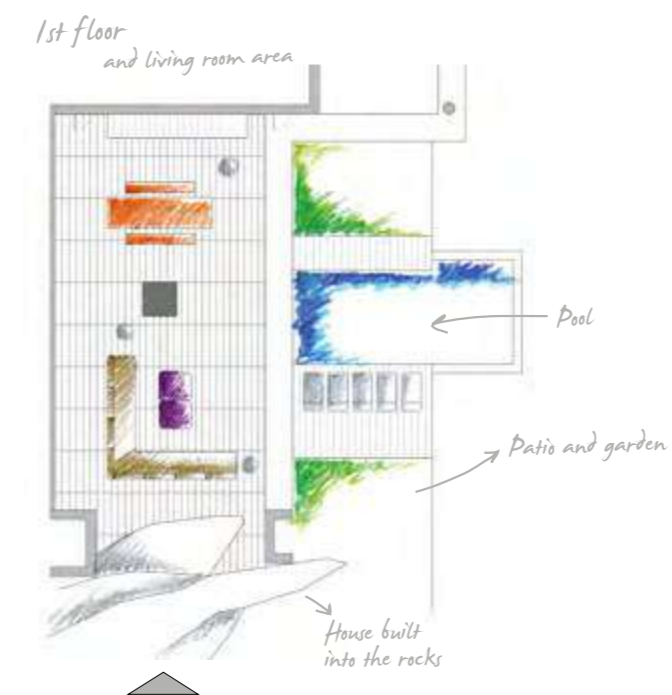 1st floor
and living room area
Pool
Patio and garden
House built
into the rocks